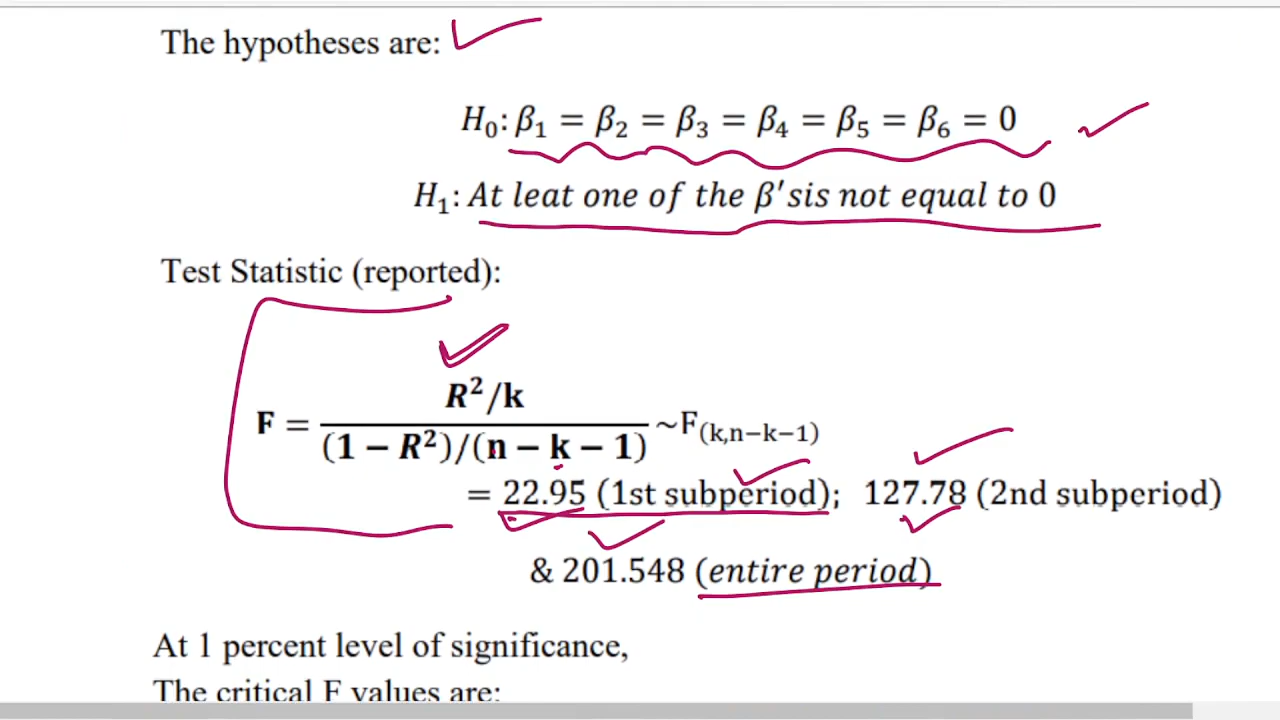 The hypotheses are:
H₀: β₁ = β₂ = β₃ = β₄ = β₅ = β₆ = 0
H₁: At leat one of the β′sis not equal to 0
Test Statistic (reported):
F = R²/k / (1 − R²)/(n − k − 1) ~F(k,n−k−1)
= 22.95 (1st subperiod); 127.78 (2nd subperiod)
& 201.548 (entire period)
At 1 percent level of significance,
The critical F values are: